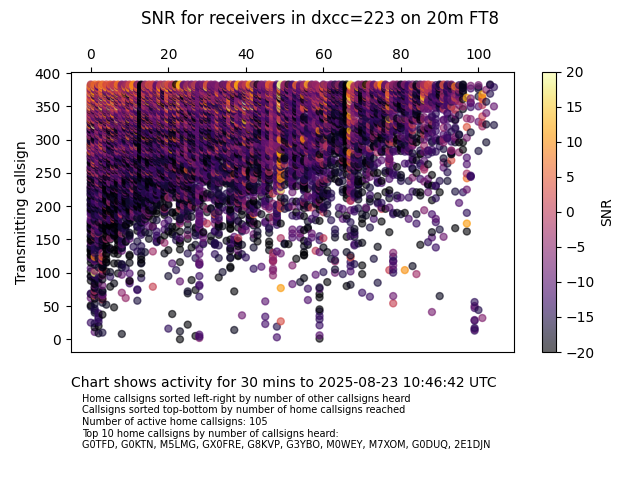 SNR for receivers in dxcc=223 on 20m FT8
0 20 40 60 80 100
400
350
300
250
200
150
100
50
0
Transmitting callsign
20
15
10
5
0
−5
−10
−15
−20
SNR
Chart shows activity for 30 mins to 2025-08-23 10:46:42 UTC
Home callsigns sorted left-right by number of other callsigns heard
Callsigns sorted top-bottom by number of home callsigns reached
Number of active home callsigns: 105
Top 10 home callsigns by number of callsigns heard:
G0TFD, G0KTN, M5LMG, GX0FRE, G8KVP, G3YBO, M0WEY, M7XOM, G0DUQ, 2E1DJN